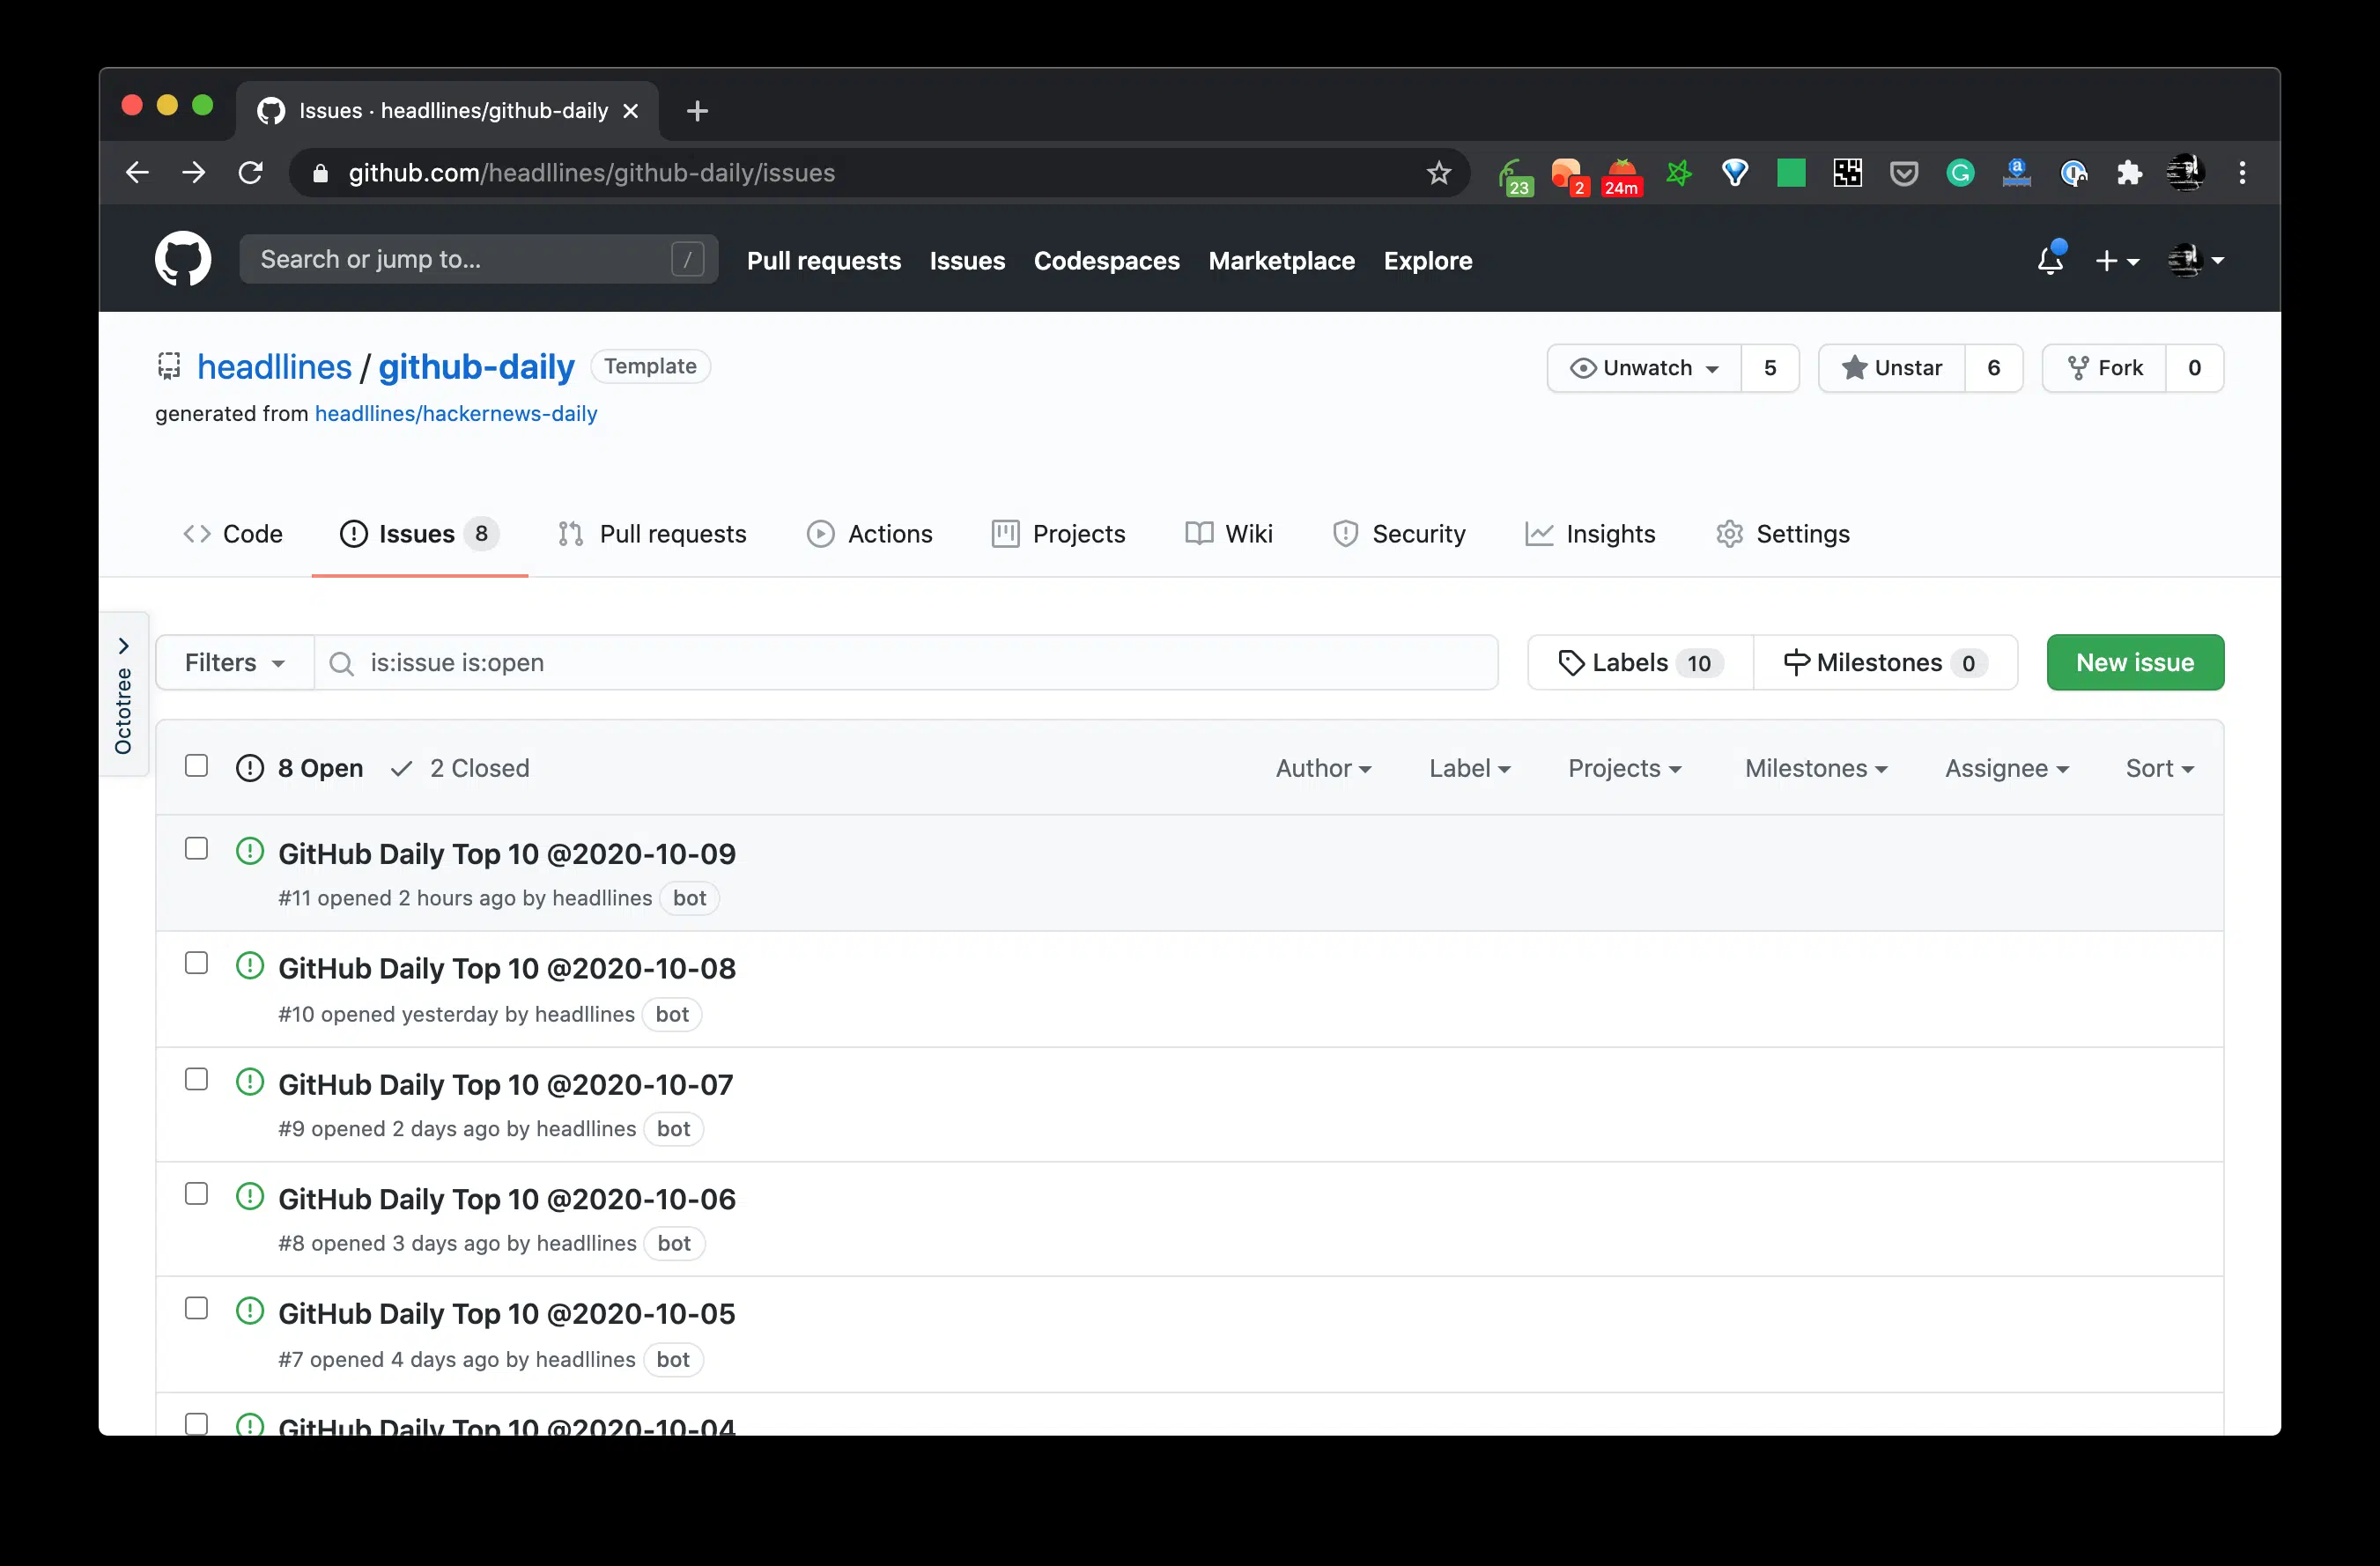 Issues · headllines/github-daily
github.com/headllines/github-daily/issues
23 2 24m
Search or jump to... / Pull requests Issues Codespaces Marketplace Explore
headllines / github-daily Template
Unwatch 5 Unstar 6 Fork 0
generated from headllines/hackernews-daily
Code Issues 8 Pull requests Actions Projects Wiki Security Insights Settings
Octotree
Filters is:issue is:open Labels 10 Milestones 0 New issue
8 Open 2 Closed Author Label Projects Milestones Assignee Sort
GitHub Daily Top 10 @2020-10-09
#11 opened 2 hours ago by headllines bot
GitHub Daily Top 10 @2020-10-08
#10 opened yesterday by headllines bot
GitHub Daily Top 10 @2020-10-07
#9 opened 2 days ago by headllines bot
GitHub Daily Top 10 @2020-10-06
#8 opened 3 days ago by headllines bot
GitHub Daily Top 10 @2020-10-05
#7 opened 4 days ago by headllines bot
GitHub Daily Top 10 @2020-10-04